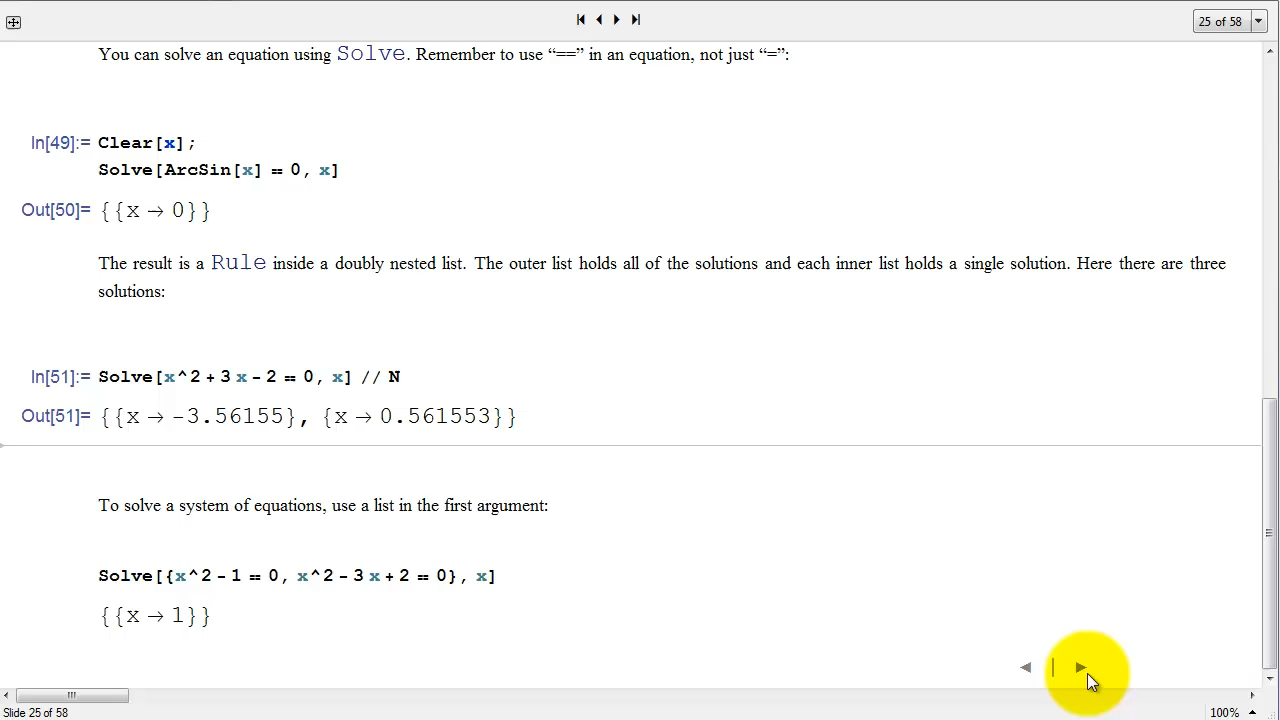 25 of 58
You can solve an equation using Solve. Remember to use “==” in an equation, not just “=”:
In[49]:= Clear[x];
Solve[ArcSin[x] == 0, x]
Out[50]= {{x → 0}}
The result is a Rule inside a doubly nested list. The outer list holds all of the solutions and each inner list holds a single solution. Here there are three
solutions:
In[51]:= Solve[x^2 + 3 x - 2 == 0, x] // N
Out[51]= {{x → -3.56155}, {x → 0.561553}}
To solve a system of equations, use a list in the first argument:
Solve[{x^2 - 1 == 0, x^2 - 3 x + 2 == 0}, x]
{{x → 1}}
Slide 25 of 58
100%